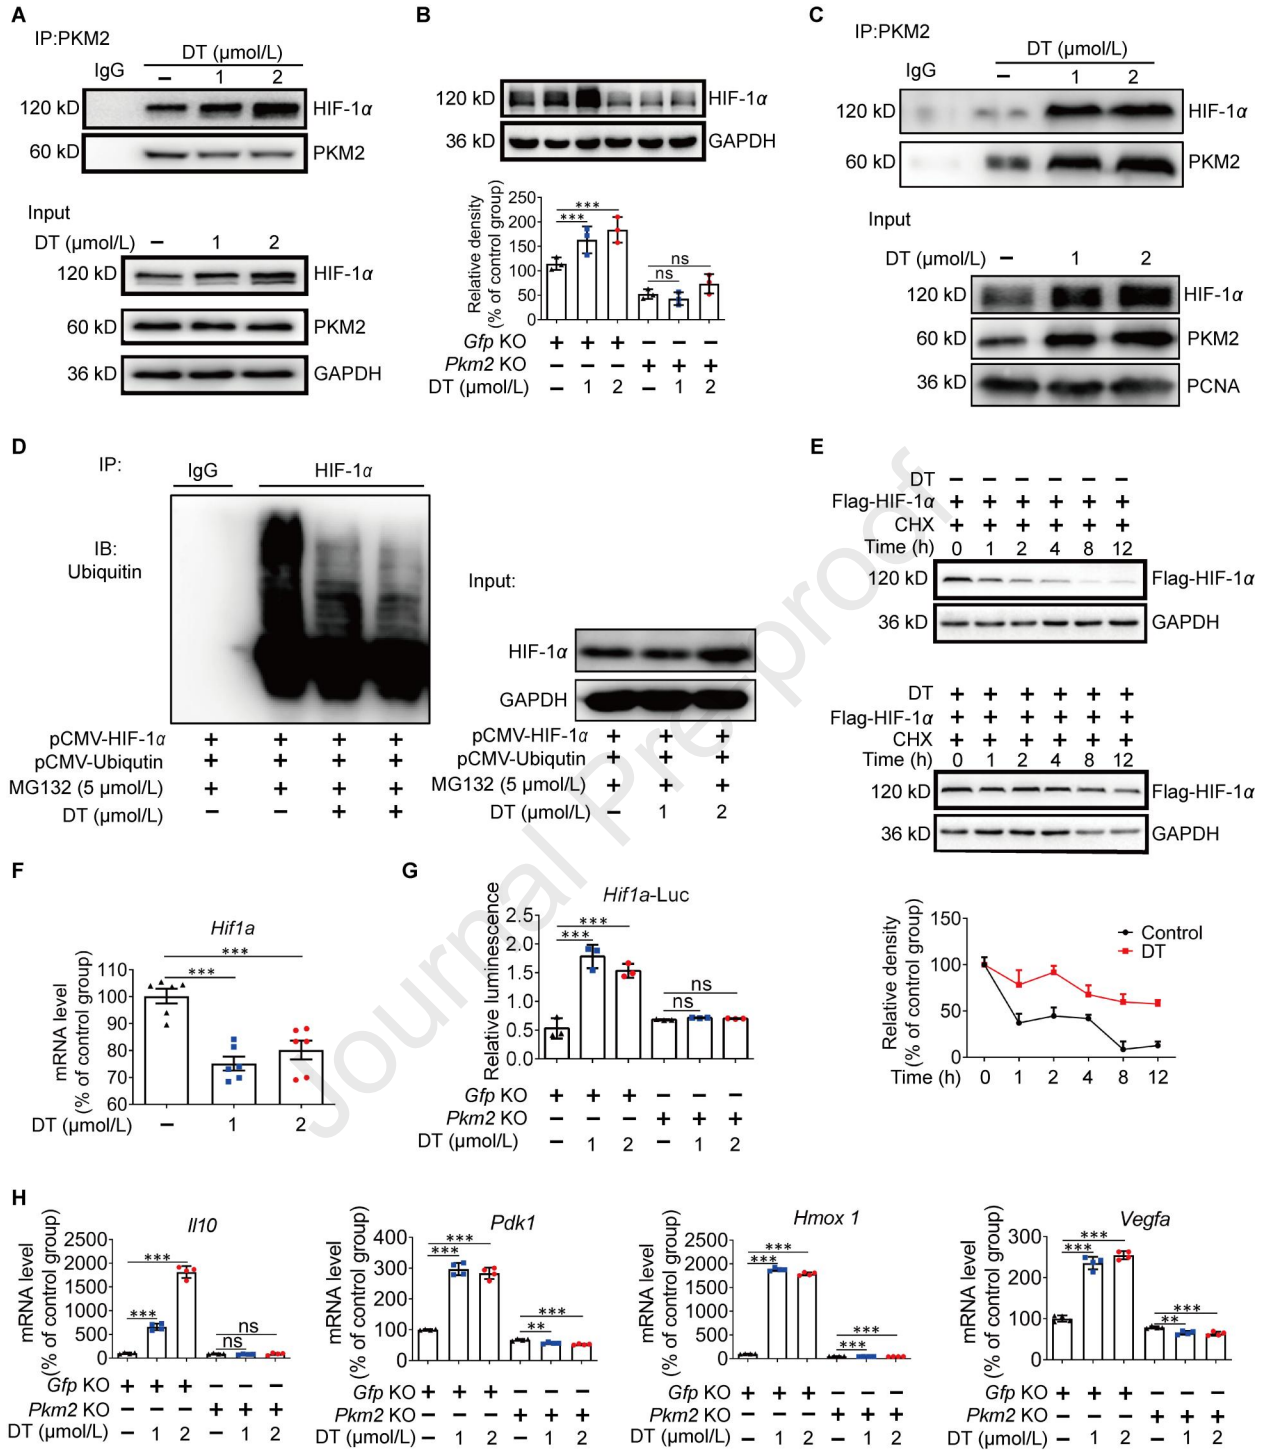 A
IP:PKM2
DT (μmol/L)
IgG
– 1 2
120 kD HIF-1α
60 kD PKM2
Input
DT (μmol/L) – 1 2
120 kD HIF-1α
60 kD PKM2
36 kD GAPDH
B
120 kD HIF-1α
36 kD GAPDH
Relative density
(% of control group)
250
200
150
100
50
0
***
***
ns
ns
Gfp KO + + + – – –
Pkm2 KO – – – + + +
DT (μmol/L) – 1 2 – 1 2
C
IP:PKM2
DT (μmol/L)
IgG
– 1 2
120 kD HIF-1α
60 kD PKM2
Input
DT (μmol/L) – 1 2
120 kD HIF-1α
60 kD PKM2
36 kD PCNA
D
IP: IgG HIF-1α
IB:
Ubiquitin
pCMV-HIF-1α + + + +
pCMV-Ubiqutin + + + +
MG132 (5 μmol/L) + + + +
DT (μmol/L) – – + +
Input:
HIF-1α
GAPDH
pCMV-HIF-1α + + +
pCMV-Ubiqutin + + +
MG132 (5 μmol/L) + + +
DT (μmol/L) – 1 2
E
DT – – – – – –
Flag-HIF-1α + + + + + +
CHX + + + + + +
Time (h) 0 1 2 4 8 12
120 kD Flag-HIF-1α
36 kD GAPDH
DT + + + + + +
Flag-HIF-1α + + + + + +
CHX + + + + + +
Time (h) 0 1 2 4 8 12
120 kD Flag-HIF-1α
36 kD GAPDH
Relative density
(% of control group)
150
100
50
0
Control
DT
Time (h) 0 1 2 4 8 12
F
Hif1a
mRNA level
(% of control group)
110
100
90
80
70
60
***
***
DT (μmol/L) – 1 2
G
Hif1a-Luc
Relative luminescence
2.5
2.0
1.5
1.0
0.5
0.0
***
***
ns
ns
Gfp KO + + + – – –
Pkm2 KO – – – + + +
DT (μmol/L) – 1 2 – 1 2
H
Il10
mRNA level
(% of control group)
2500
2000
1500
1000
500
0
***
***
ns
ns
Gfp KO + + + – – –
Pkm2 KO – – – + + +
DT (μmol/L) – 1 2 – 1 2
Pdk1
mRNA level
(% of control group)
400
300
200
100
0
***
***
***
**
Gfp KO + + + – – –
Pkm2 KO – – – + + +
DT (μmol/L) – 1 2 – 1 2
Hmox 1
mRNA level
(% of control group)
2500
2000
1500
1000
500
0
***
***
***
***
Gfp KO + + + – – –
Pkm2 KO – – – + + +
DT (μmol/L) – 1 2 – 1 2
Vegfa
mRNA level
(% of control group)
300
200
100
0
***
***
***
**
Gfp KO + + + – – –
Pkm2 KO – – – + + +
DT (μmol/L) – 1 2 – 1 2
Journal Pre-proof